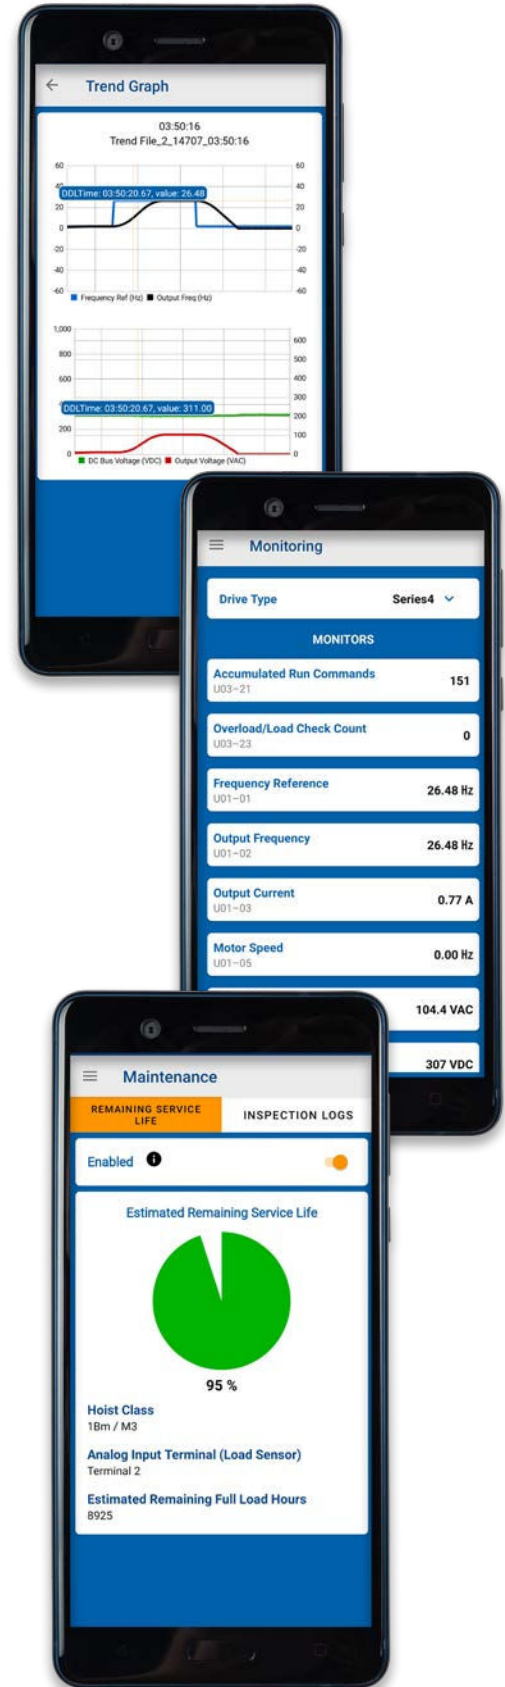 Trend Graph
03:50:16
Trend File_2_14707_03:50:16
60 60
40
DDLTime: 03:50:20.67, value: 26.48
20 20
0 0
-20 -20
-40 -40
-60 -60
Frequency Ref (Hz) Output Freq (Hz)
1,000
600
800
500
600 400
300
DDLTime: 03:50:20.67, value: 311.00
200
200
100
0 0
DC Bus Voltage (VDC) Output Voltage (VAC)
Monitoring
Drive Type Series4
MONITORS
Accumulated Run Commands
U03-21
151
Overload/Load Check Count
U03-23
0
Frequency Reference
U01-01
26.48 Hz
Output Frequency
U01-02
26.48 Hz
Output Current
U01-03
0.77 A
Motor Speed
U01-05
0.00 Hz
104.4 VAC
307 VDC
Maintenance
REMAINING SERVICE
LIFE
INSPECTION LOGS
Enabled i
Estimated Remaining Service Life
95 %
Hoist Class
1Bm / M3
Analog Input Terminal (Load Sensor)
Terminal 2
Estimated Remaining Full Load Hours
8925